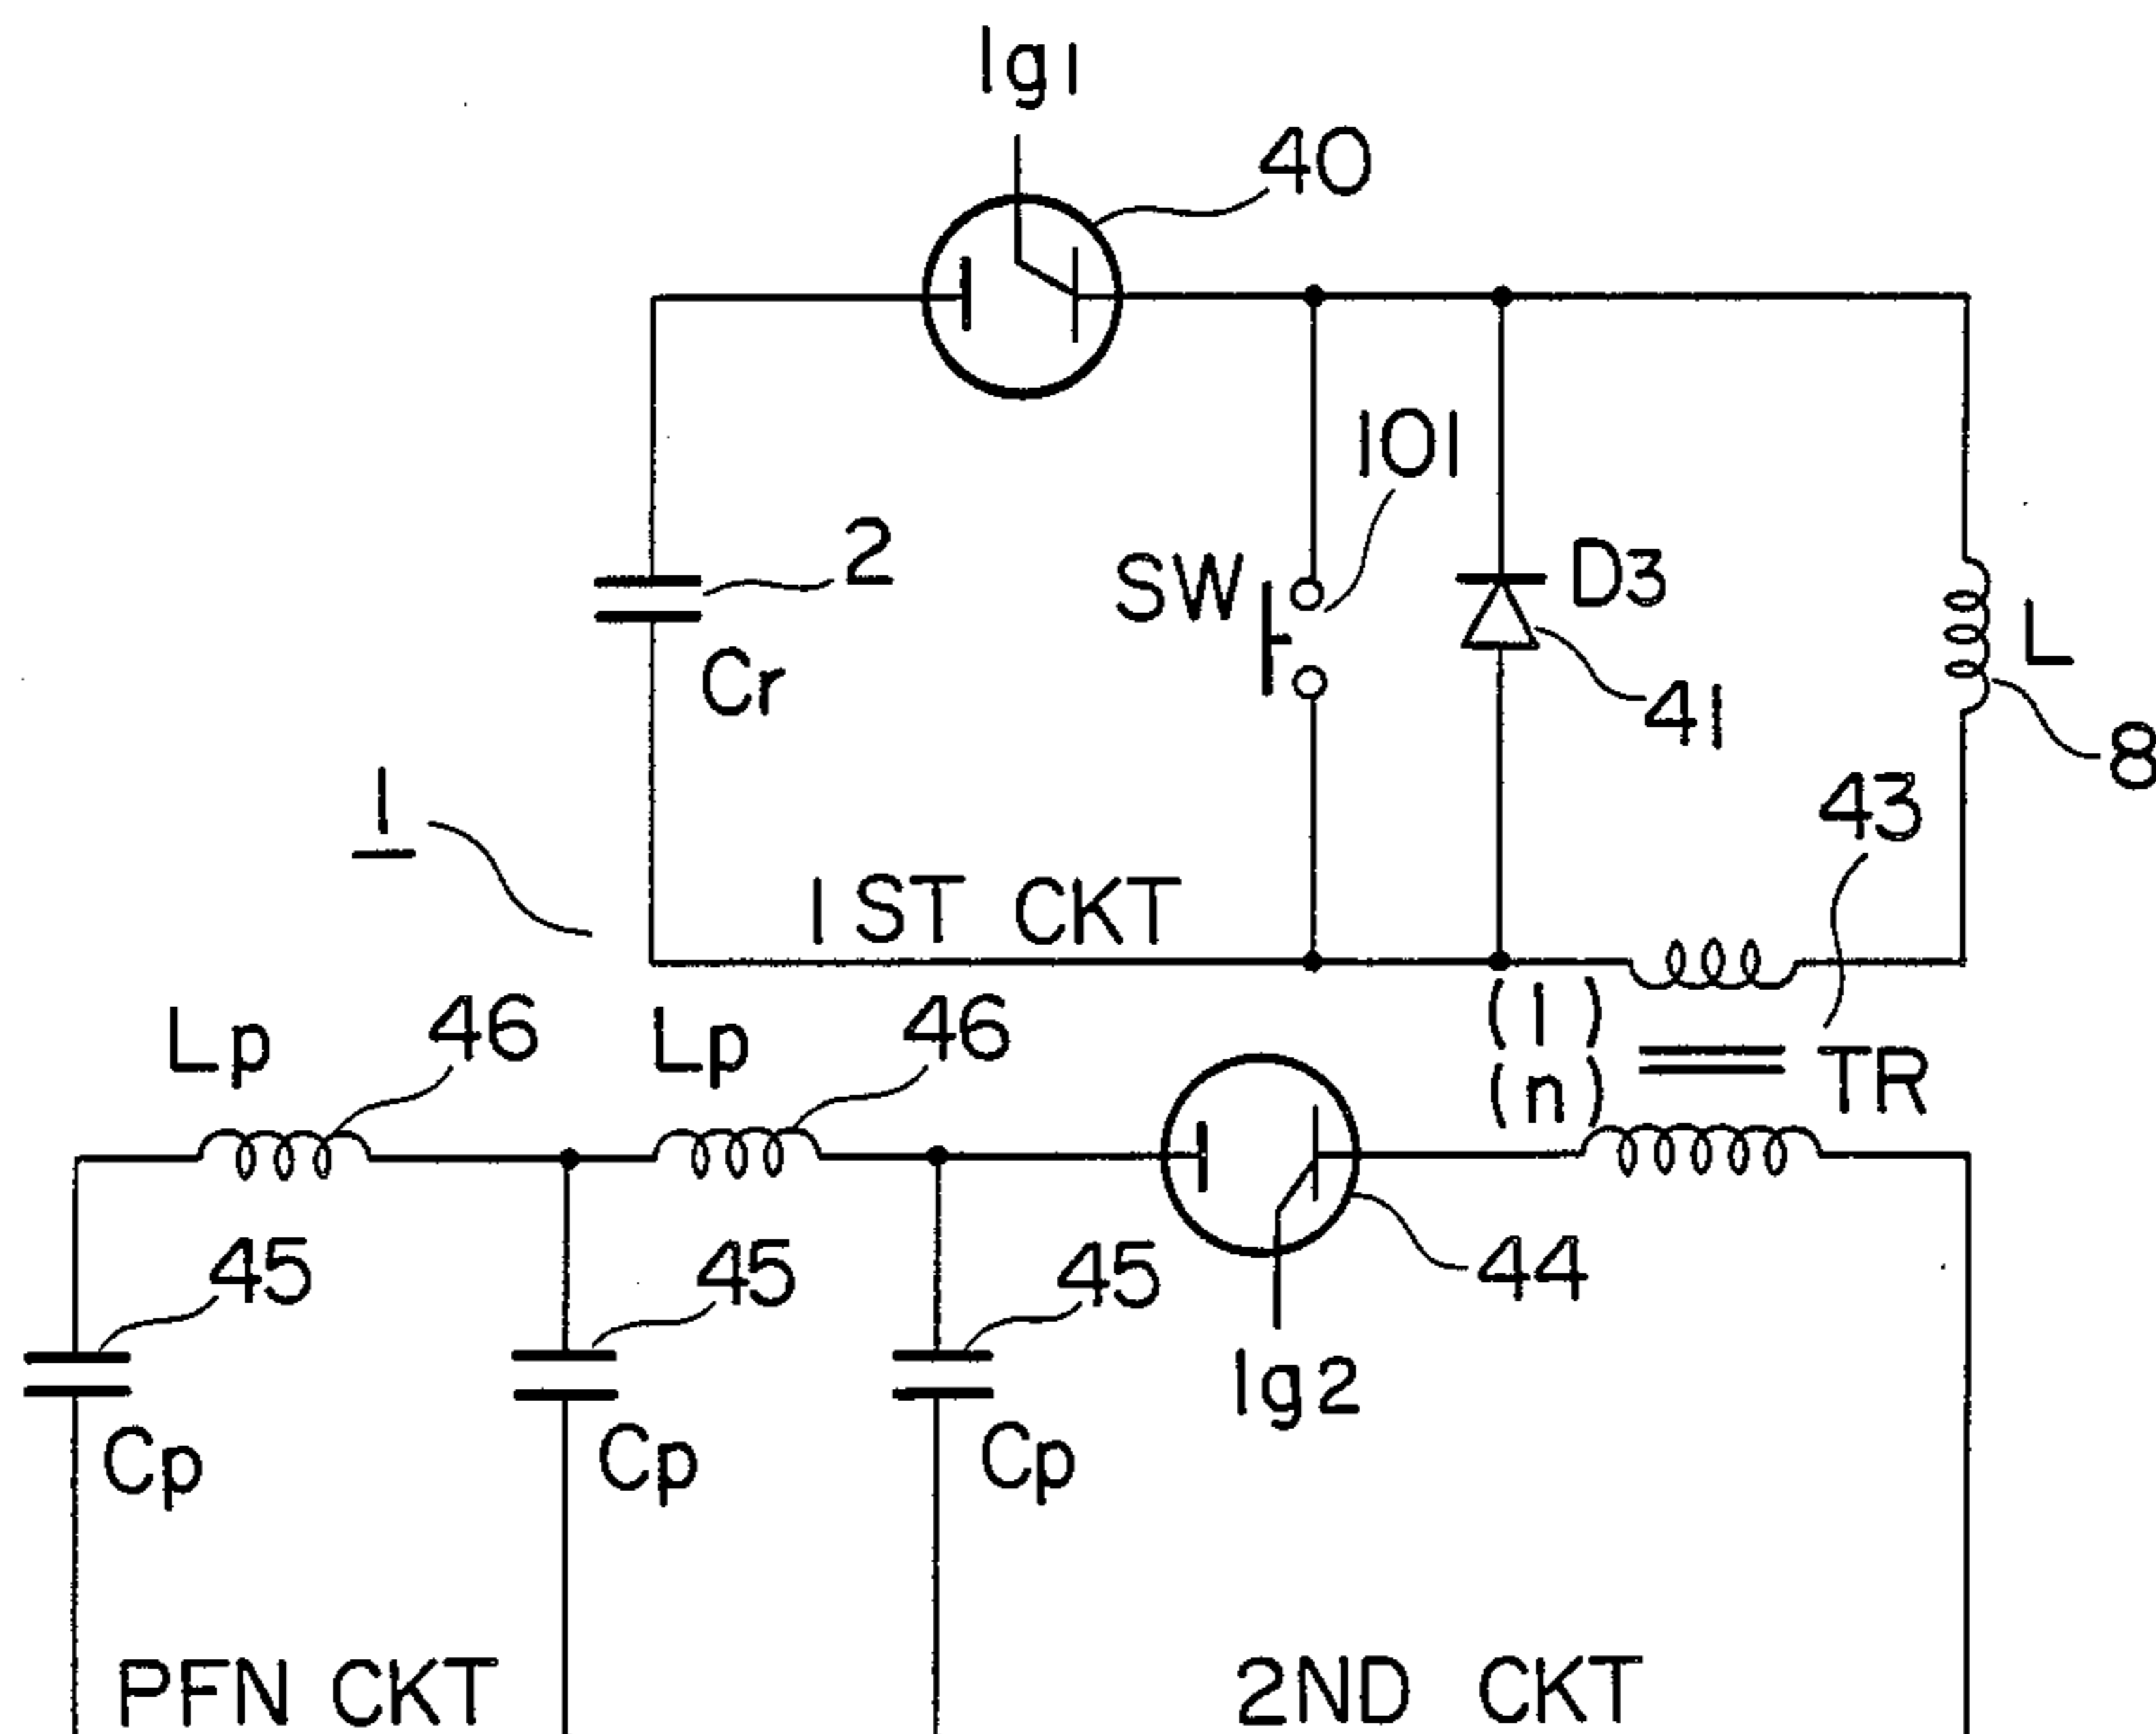 Ig1
40
101
2
SW
D3
L
Cr
41
8
1
43
1ST CKT
(1)
Lp
46
Lp
46
(n)
TR
45
45
45
44
Ig2
Cp
Cp
Cp
PFN CKT
2ND CKT